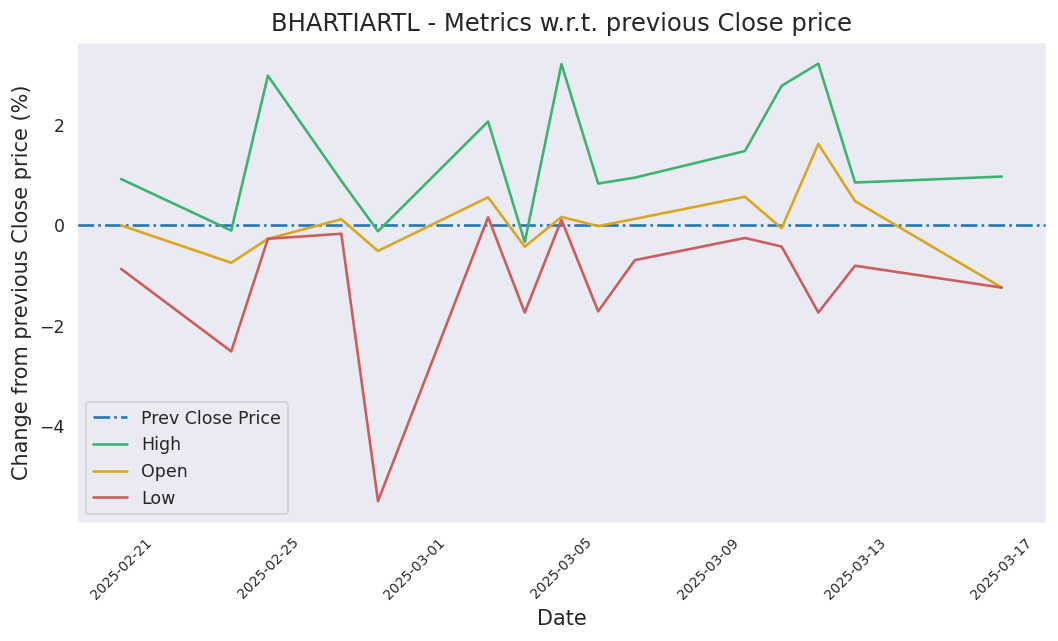 BHARTIARTL - Metrics w.r.t. previous Close price
Change from previous Close price (%)
2
0
−2
−4
Prev Close Price
High
Open
Low
2025-02-21
2025-02-25
2025-03-01
2025-03-05
2025-03-09
2025-03-13
2025-03-17
Date